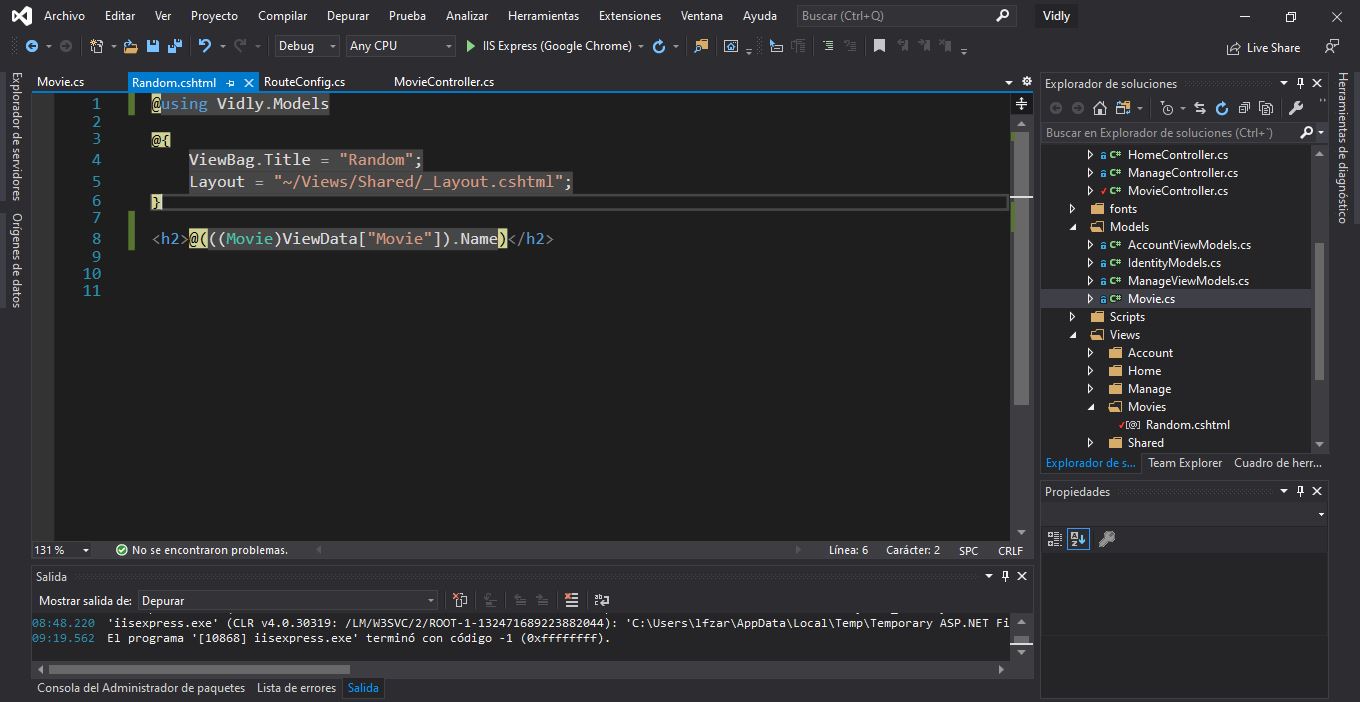 Archivo Editar Ver Proyecto Compilar Depurar Prueba Analizar Herramientas Extensiones Ventana Ayuda Buscar (Ctrl+Q) Vidly
Debug Any CPU IIS Express (Google Chrome) Live Share
Explorador de servidores
Orígenes de datos
Movie.cs Random.cshtml RouteConfig.cs MovieController.cs
1 @using Vidly.Models
2
3 @{
4 ViewBag.Title = "Random";
5 Layout = "~/Views/Shared/_Layout.cshtml";
6 }
7
8 <h2>@(((Movie)ViewData["Movie"]).Name)</h2>
9
10
11
131 % No se encontraron problemas. Línea: 6 Carácter: 2 SPC CRLF
Salida
Mostrar salida de: Depurar
08:48.220 'iisexpress.exe' (CLR v4.0.30319: /LM/W3SVC/2/ROOT-1-132471689223882044): 'C:\Users\lfzar\AppData\Local\Temp\Temporary ASP.NET Fi
09:19.562 El programa '[10868] iisexpress.exe' terminó con código -1 (0xffffffff).
Consola del Administrador de paquetes Lista de errores Salida
Explorador de soluciones
Buscar en Explorador de soluciones (Ctrl+´)
C# HomeController.cs
C# ManageController.cs
C# MovieController.cs
fonts
Models
C# AccountViewModels.cs
C# IdentityModels.cs
C# ManageViewModels.cs
C# Movie.cs
Scripts
Views
Account
Home
Manage
Movies
[@] Random.cshtml
Shared
Explorador de s... Team Explorer Cuadro de herr...
Propiedades
Herramientas de diagnóstico